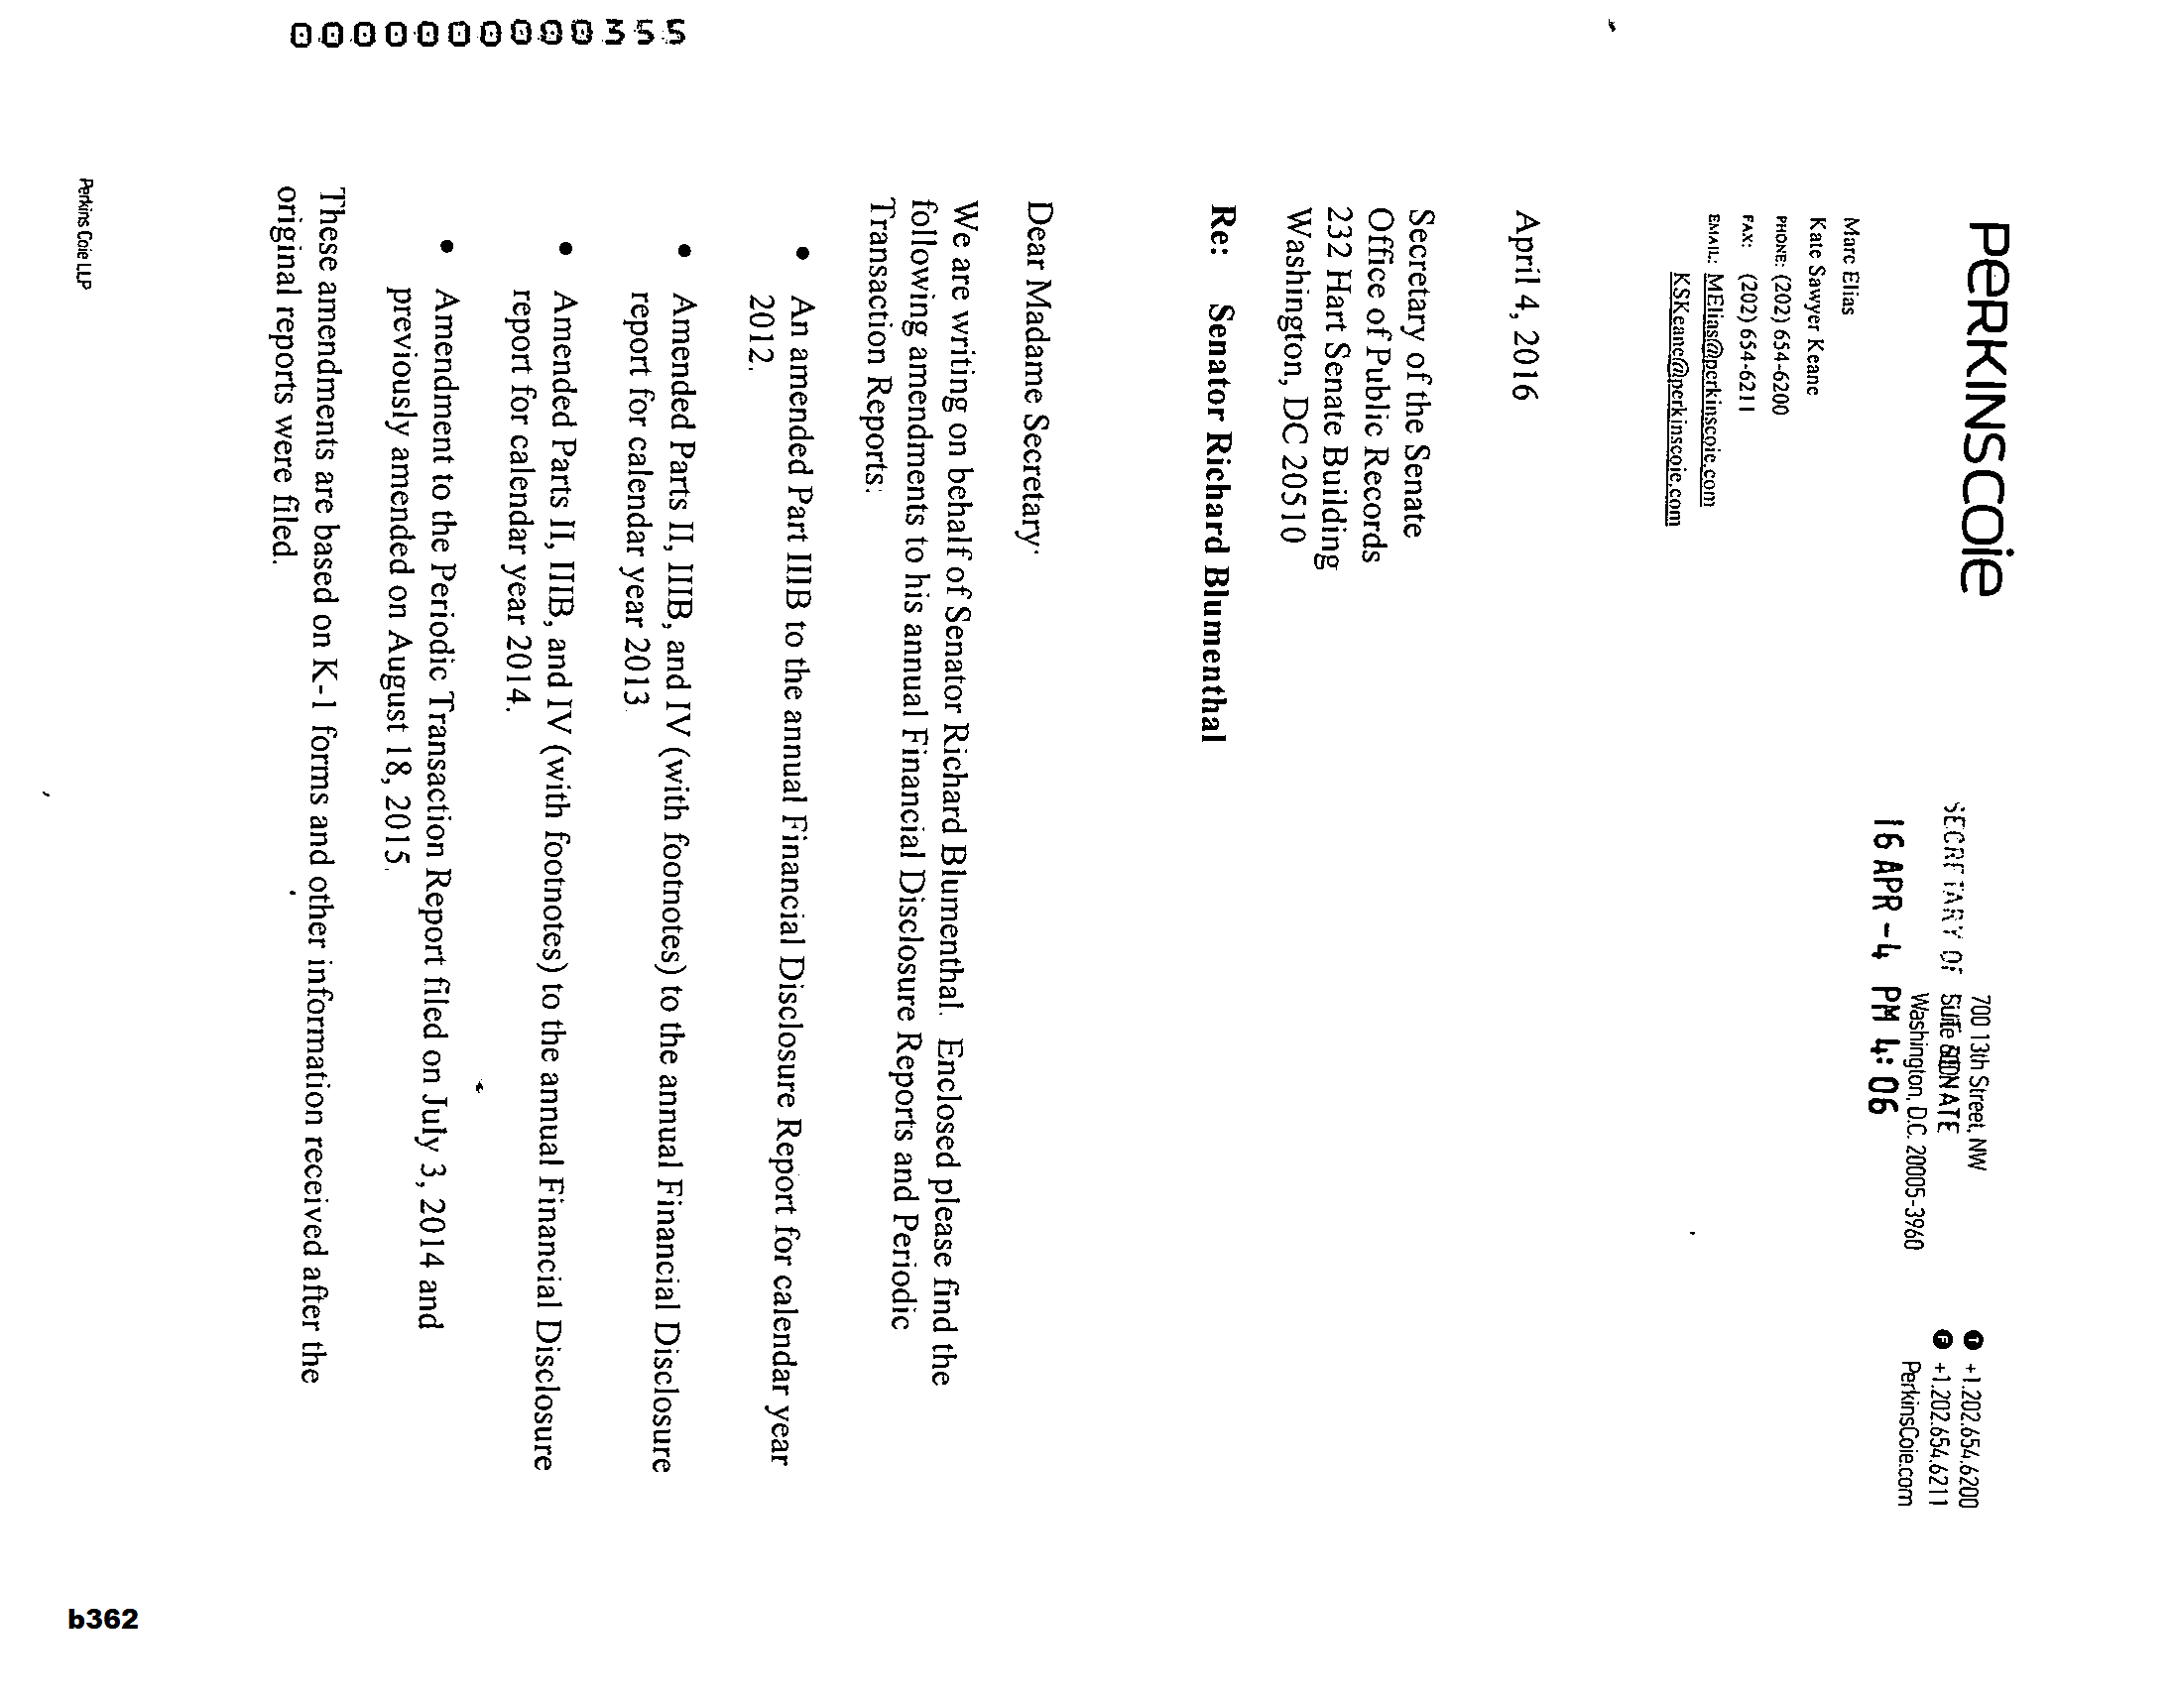 000000000355
PERKINSCOIE
700 13th Street, NW
Suite 600
Washington, D.C. 20005-3960
+1.202.654.6200
+1.202.654.6211
PerkinsCoie.com
SECRETARY OF SENATE
16 APR -4 PM 4:06
Marc Elias
Kate Sawyer Keane
PHONE: (202) 654-6200
FAX: (202) 654-6211
EMAIL: MElias@perkinscoie.com
KSKeane@perkinscoie.com
April 4, 2016
Secretary of the Senate
Office of Public Records
232 Hart Senate Building
Washington, DC 20510
Re: Senator Richard Blumenthal
Dear Madame Secretary:
We are writing on behalf of Senator Richard Blumenthal. Enclosed please find the
following amendments to his annual Financial Disclosure Reports and Periodic
Transaction Reports:
• An amended Part IIIB to the annual Financial Disclosure Report for calendar year
2012.
• Amended Parts II, IIIB, and IV (with footnotes) to the annual Financial Disclosure
report for calendar year 2013
• Amended Parts II, IIIB, and IV (with footnotes) to the annual Financial Disclosure
report for calendar year 2014.
• Amendment to the Periodic Transaction Report filed on July 3, 2014 and
previously amended on August 18, 2015.
These amendments are based on K-1 forms and other information received after the
original reports were filed.
Perkins Coie LLP
b362